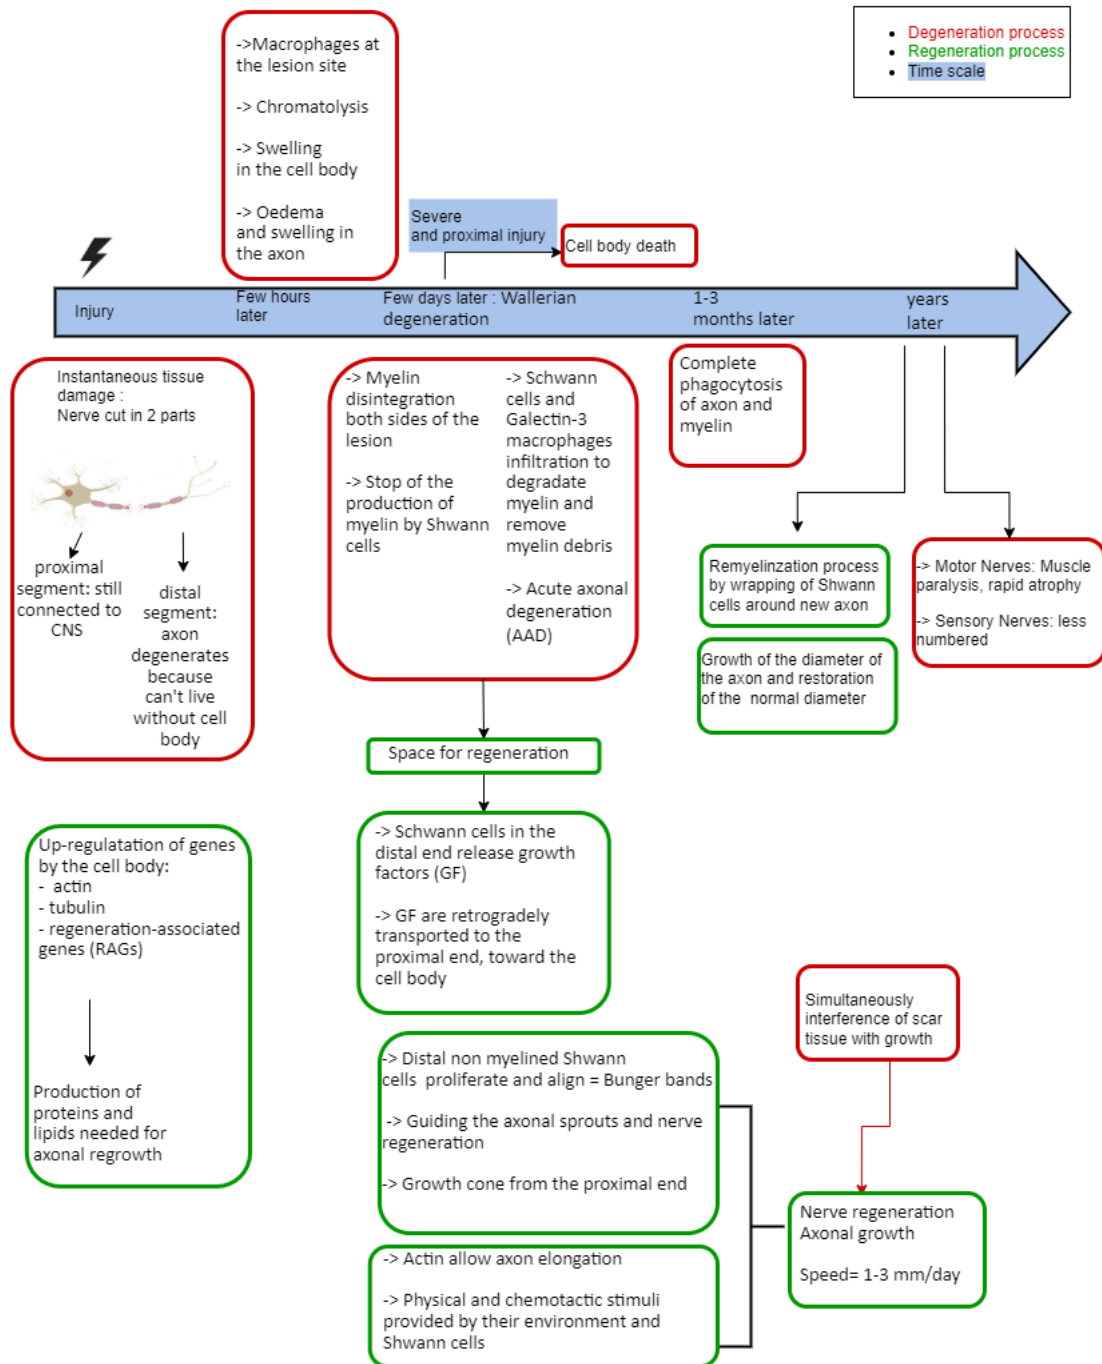 ->Macrophages at
the lesion site
-> Chromatolysis
-> Swelling
in the cell body
-> Oedema
and swelling in
the axon
Degeneration process
Regeneration process
Time scale
Severe
and proximal injury
Cell body death
Injury
Few hours
later
Few days later : Wallerian
degeneration
1-3
months later
years
later
Instantaneous tissue
damage :
Nerve cut in 2 parts
proximal
segment: still
connected to
CNS
distal
segment:
axon
degenerates
because
can't live
without cell
body
-> Myelin
disintegration
both sides of the
lesion
-> Stop of the
production of
myelin by Shwann
cells
-> Schwann
cells and
Galectin-3
macrophages
infiltration to
degradate
myelin and
remove
myelin debris
-> Acute axonal
degeneration
(AAD)
Complete
phagocytosis
of axon and
myelin
Remyelinzation process
by wrapping of Shwann
cells around new axon
Growth of the diameter of
the axon and restoration
of the normal diameter
-> Motor Nerves: Muscle
paralysis, rapid atrophy
-> Sensory Nerves: less
numbered
Space for regeneration
Up-regulatation of genes
by the cell body:
- actin
- tubulin
- regeneration-associated
genes (RAGs)
Production of
proteins and
lipids needed for
axonal regrowth
-> Schwann cells in the
distal end release growth
factors (GF)
-> GF are retrogradely
transported to the
proximal end, toward the
cell body
-> Distal non myelined Shwann
cells proliferate and align = Bunger bands
-> Guiding the axonal sprouts and nerve
regeneration
-> Growth cone from the proximal end
-> Actin allow axon elongation
-> Physical and chemotactic stimuli
provided by their environment and
Shwann cells
Simultaneously
interference of scar
tissue with growth
Nerve regeneration
Axonal growth
Speed= 1-3 mm/day